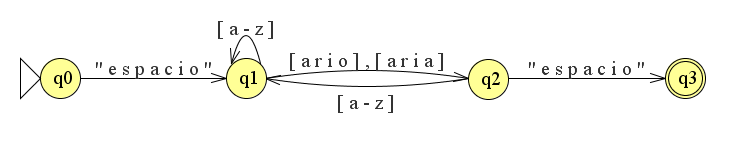 [a-z]
"espacio"
[ario],[aria]
"espacio"
q0
q1
q2
q3
[a-z]